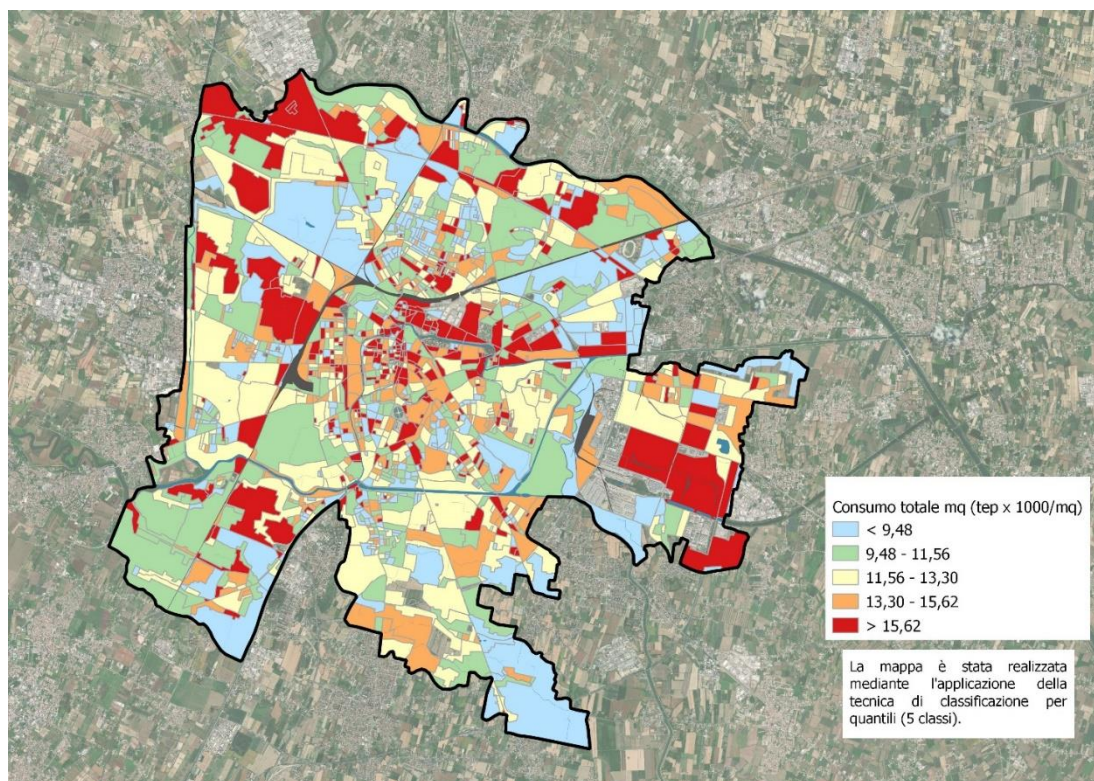 Consumo totale mq (tep x 1000/mq)
< 9,48
9,48 - 11,56
11,56 - 13,30
13,30 - 15,62
> 15,62
La mappa è stata realizzata
mediante l'applicazione della
tecnica di classificazione per
quantili (5 classi).